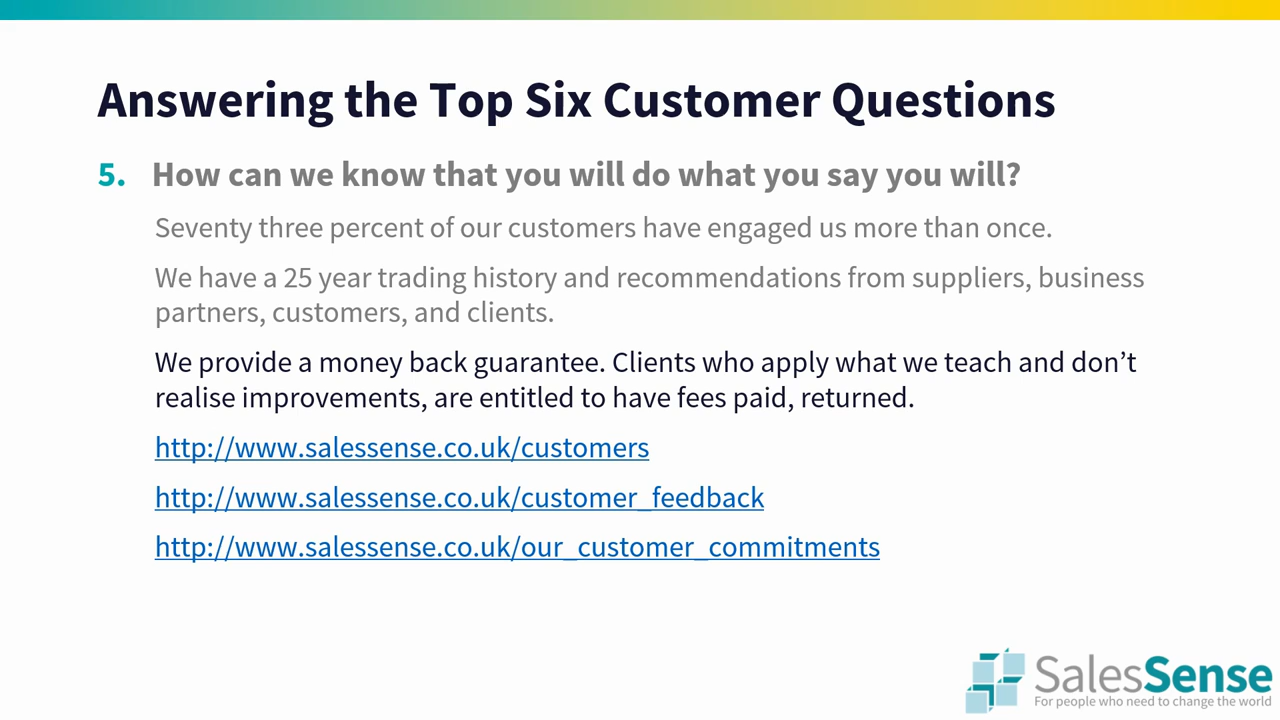 Answering the Top Six Customer Questions
5. How can we know that you will do what you say you will?
Seventy three percent of our customers have engaged us more than once.
We have a 25 year trading history and recommendations from suppliers, business
partners, customers, and clients.
We provide a money back guarantee. Clients who apply what we teach and don’t
realise improvements, are entitled to have fees paid, returned.
http://www.salessense.co.uk/customers
http://www.salessense.co.uk/customer_feedback
http://www.salessense.co.uk/our_customer_commitments
SalesSense
For people who need to change the world